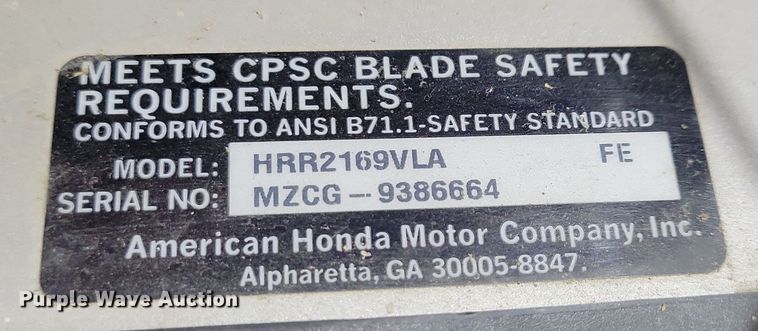 MEETS CPSC BLADE SAFETY
REQUIREMENTS.
CONFORMS TO ANSI B71.1-SAFETY STANDARD
MODEL: HRR2169VLA FE
SERIAL NO: MZCG-9386664
American Honda Motor Company, Inc.
Alpharetta, GA 30005-8847.
Purple Wave Auction